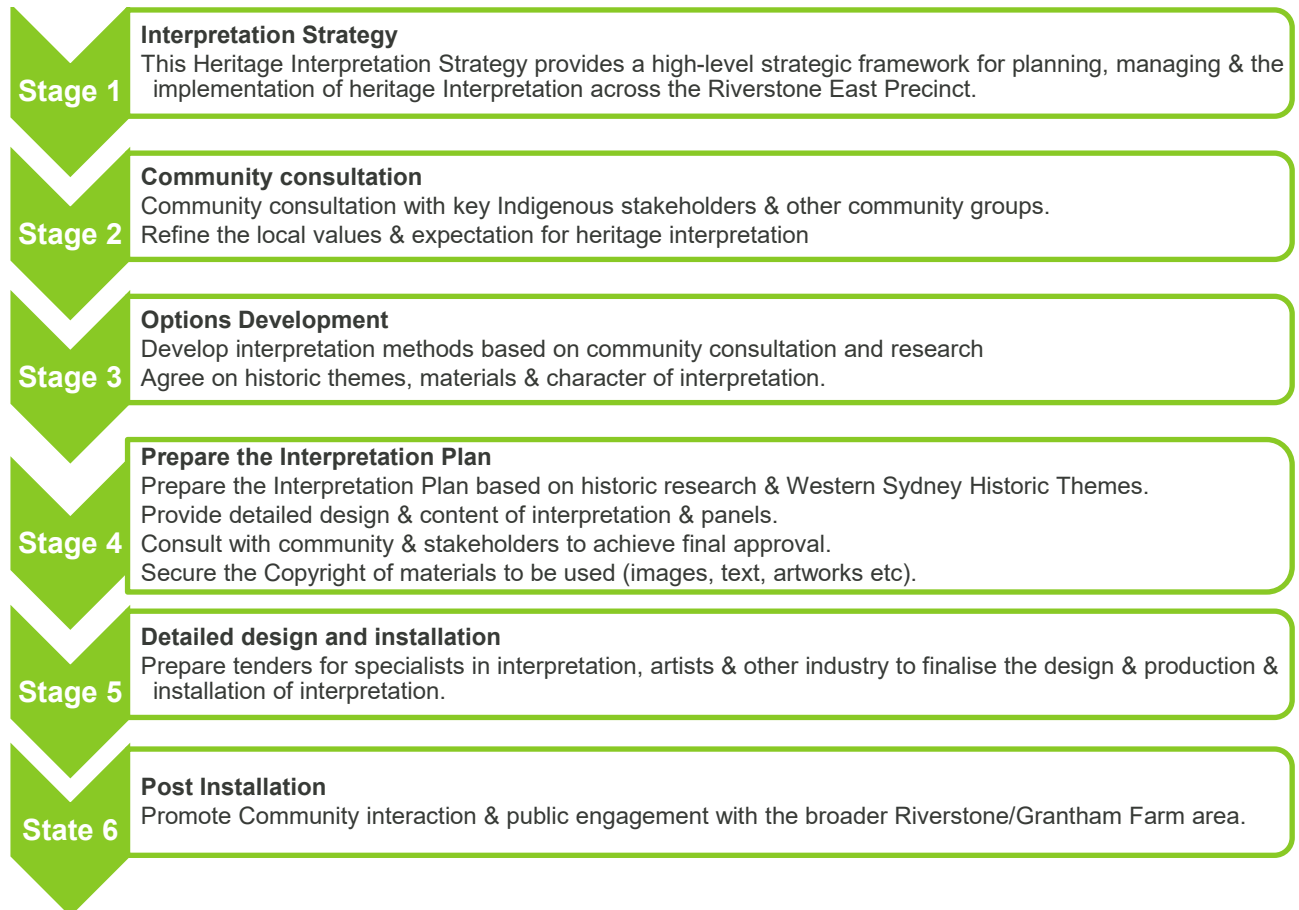 Stage 1
Interpretation Strategy
This Heritage Interpretation Strategy provides a high-level strategic framework for planning, managing & the
implementation of heritage Interpretation across the Riverstone East Precinct.
Stage 2
Community consultation
Community consultation with key Indigenous stakeholders & other community groups.
Refine the local values & expectation for heritage interpretation
Stage 3
Options Development
Develop interpretation methods based on community consultation and research
Agree on historic themes, materials & character of interpretation.
Stage 4
Prepare the Interpretation Plan
Prepare the Interpretation Plan based on historic research & Western Sydney Historic Themes.
Provide detailed design & content of interpretation & panels.
Consult with community & stakeholders to achieve final approval.
Secure the Copyright of materials to be used (images, text, artworks etc).
Stage 5
Detailed design and installation
Prepare tenders for specialists in interpretation, artists & other industry to finalise the design & production &
installation of interpretation.
State 6
Post Installation
Promote Community interaction & public engagement with the broader Riverstone/Grantham Farm area.